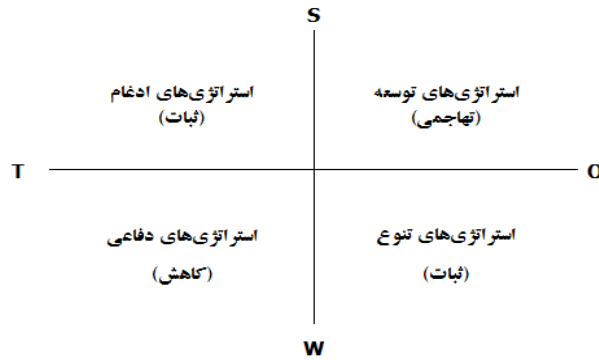 S
استراتژی‌های توسعه
(تهاجمی)
استراتژی‌های ادغام
(ثبات)
O
T
استراتژی‌های تنوع
(ثبات)
استراتژی‌های دفاعی
(کاهش)
W